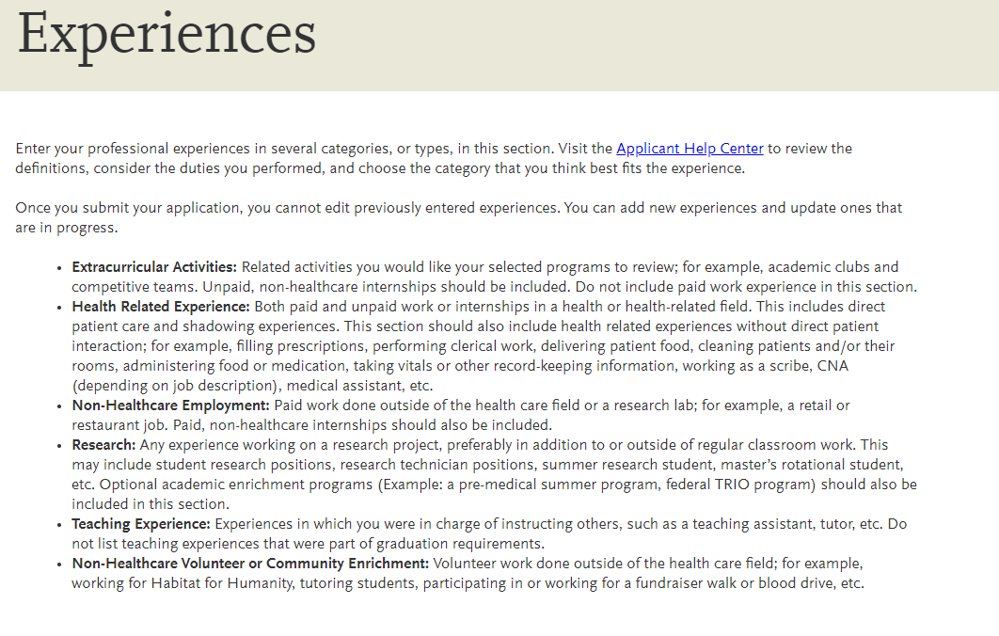 Experiences
Enter your professional experiences in several categories, or types, in this section. Visit the Applicant Help Center to review the
definitions, consider the duties you performed, and choose the category that you think best fits the experience.
Once you submit your application, you cannot edit previously entered experiences. You can add new experiences and update ones that
are in progress.
• Extracurricular Activities: Related activities you would like your selected programs to review; for example, academic clubs and
competitive teams. Unpaid, non-healthcare internships should be included. Do not include paid work experience in this section.
• Health Related Experience: Both paid and unpaid work or internships in a health or health-related field. This includes direct
patient care and shadowing experiences. This section should also include health related experiences without direct patient
interaction; for example, filling prescriptions, performing clerical work, delivering patient food, cleaning patients and/or their
rooms, administering food or medication, taking vitals or other record-keeping information, working as a scribe, CNA
(depending on job description), medical assistant, etc.
• Non-Healthcare Employment: Paid work done outside of the health care field or a research lab; for example, a retail or
restaurant job. Paid, non-healthcare internships should also be included.
• Research: Any experience working on a research project, preferably in addition to or outside of regular classroom work. This
may include student research positions, research technician positions, summer research student, master's rotational student,
etc. Optional academic enrichment programs (Example: a pre-medical summer program, federal TRIO program) should also be
included in this section.
• Teaching Experience: Experiences in which you were in charge of instructing others, such as a teaching assistant, tutor, etc. Do
not list teaching experiences that were part of graduation requirements.
• Non-Healthcare Volunteer or Community Enrichment: Volunteer work done outside of the health care field; for example,
working for Habitat for Humanity, tutoring students, participating in or working for a fundraiser walk or blood drive, etc.